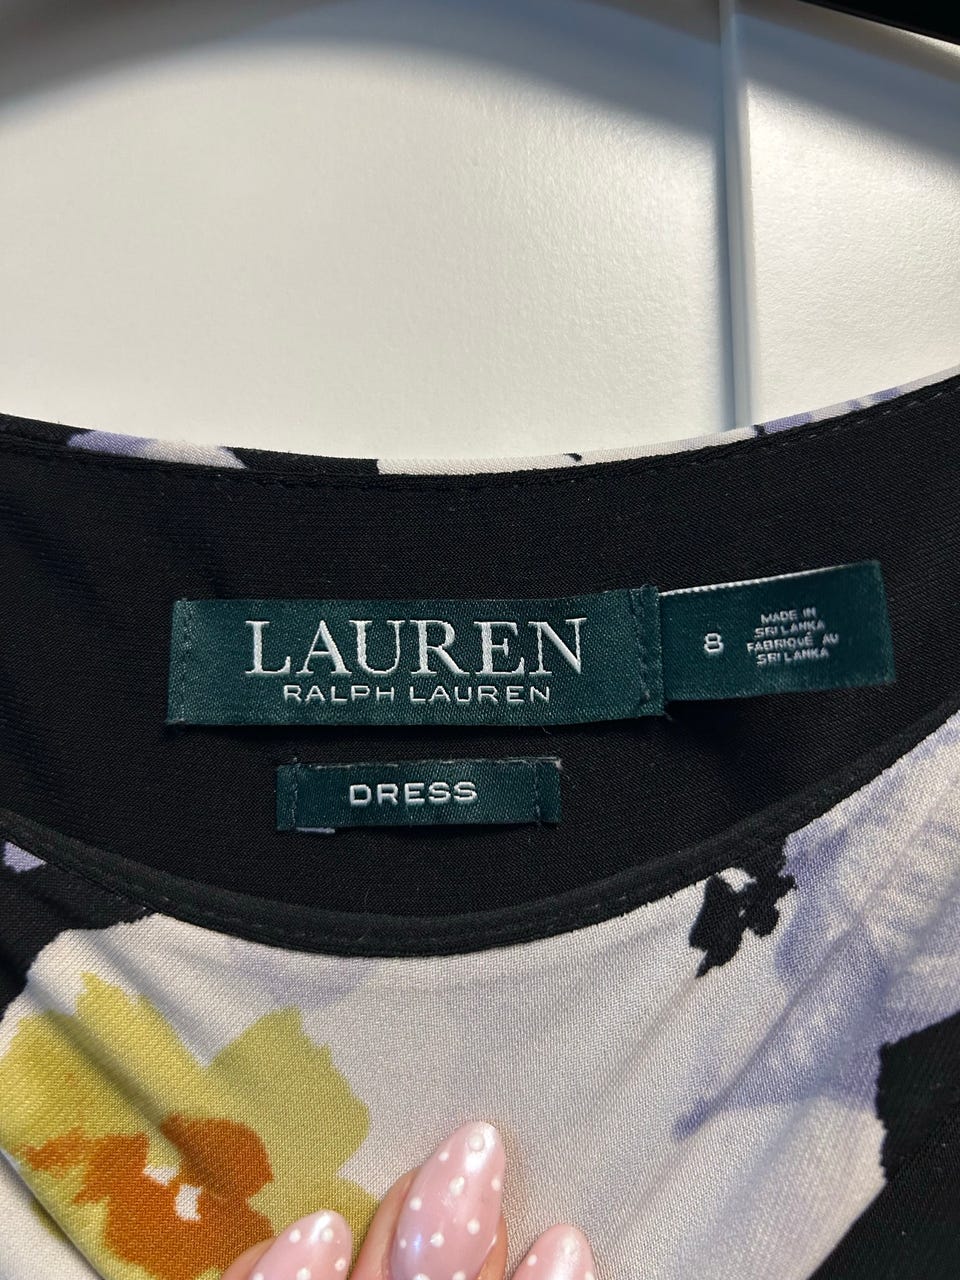 LAUREN
RALPH LAUREN
8
MADE IN
SRI LANKA
FABRIQUÉ AU
SRI LANKA
DRESS